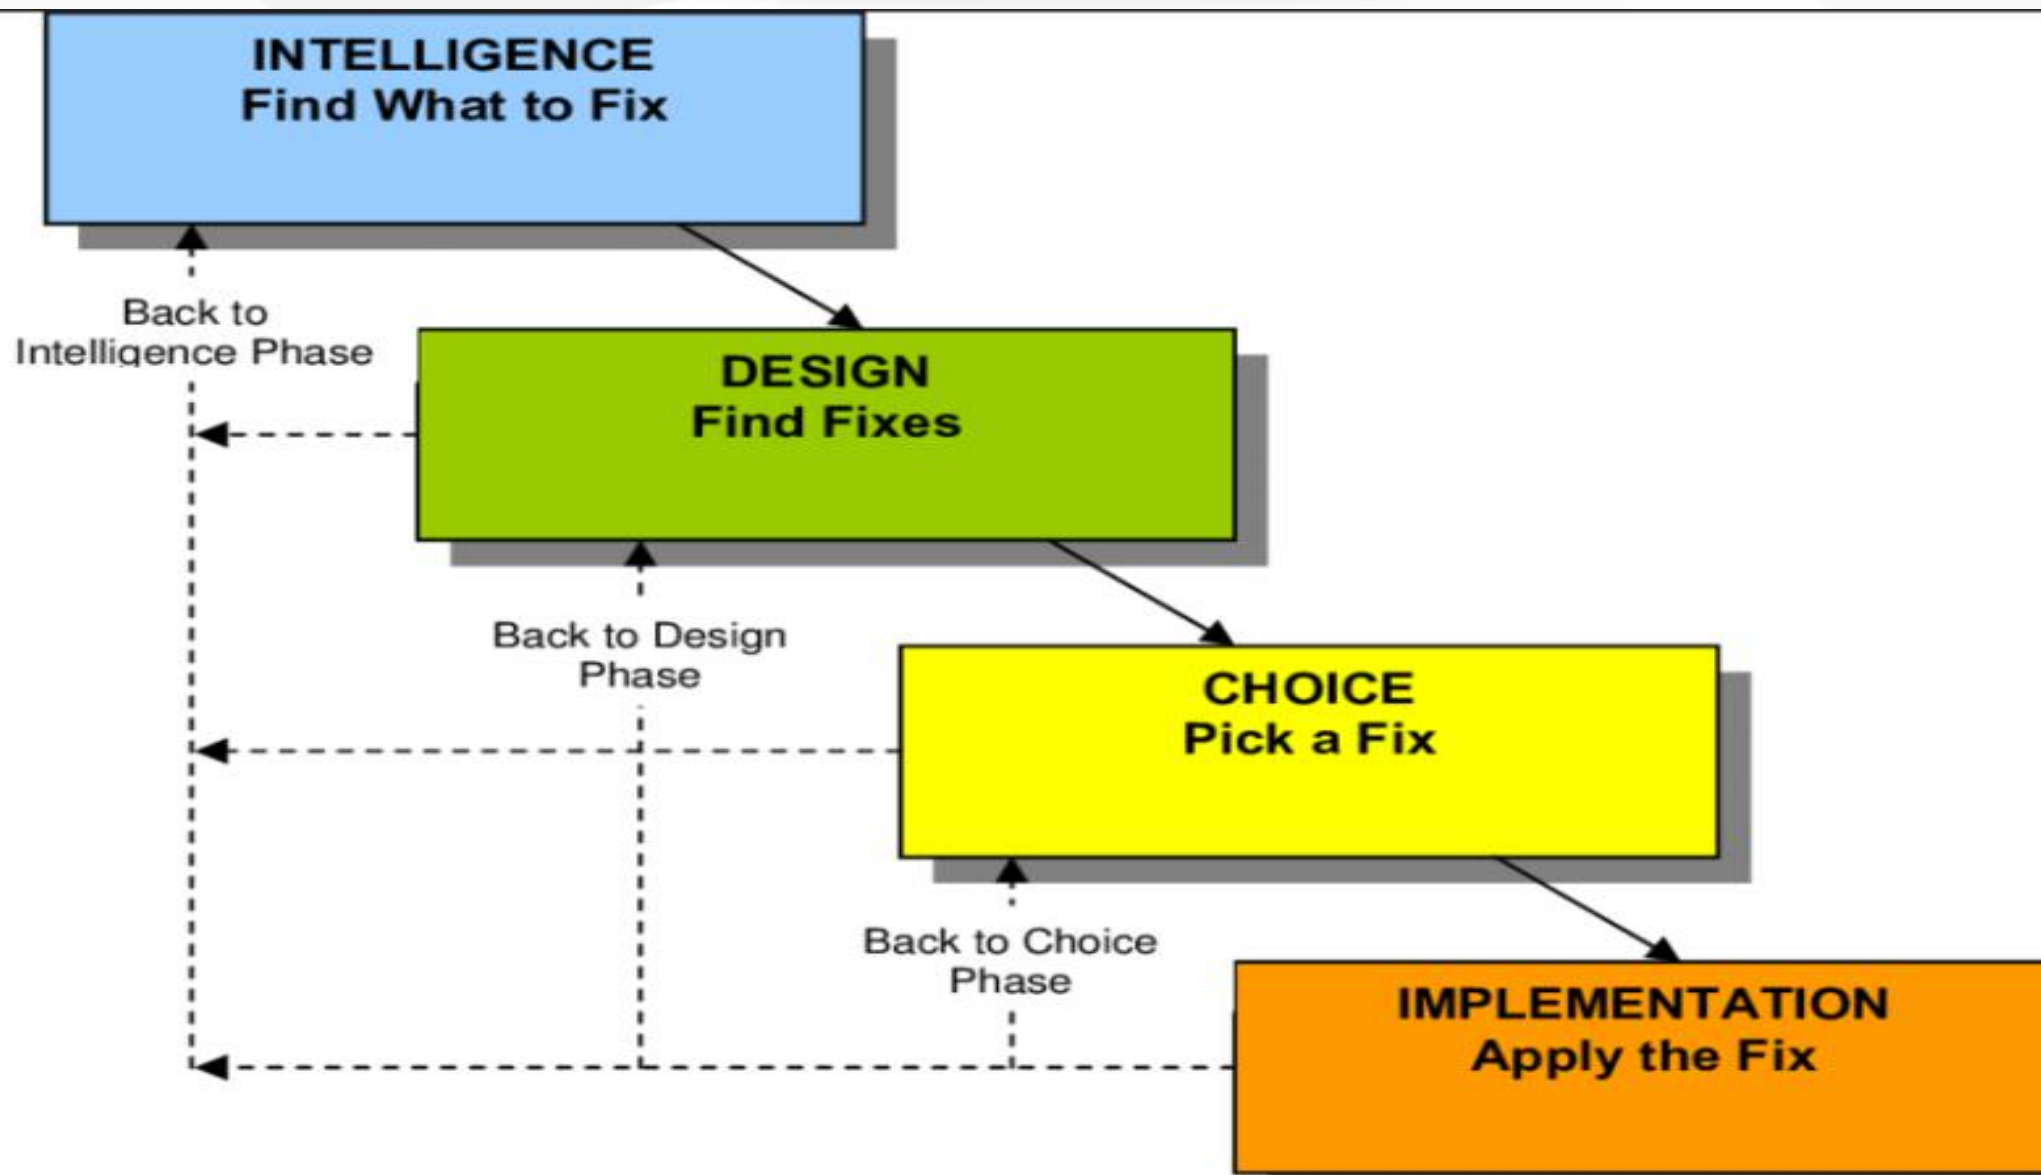 INTELLIGENCE
Find What to Fix
Back to
Intelligence Phase
DESIGN
Find Fixes
Back to Design
Phase
CHOICE
Pick a Fix
Back to Choice
Phase
IMPLEMENTATION
Apply the Fix